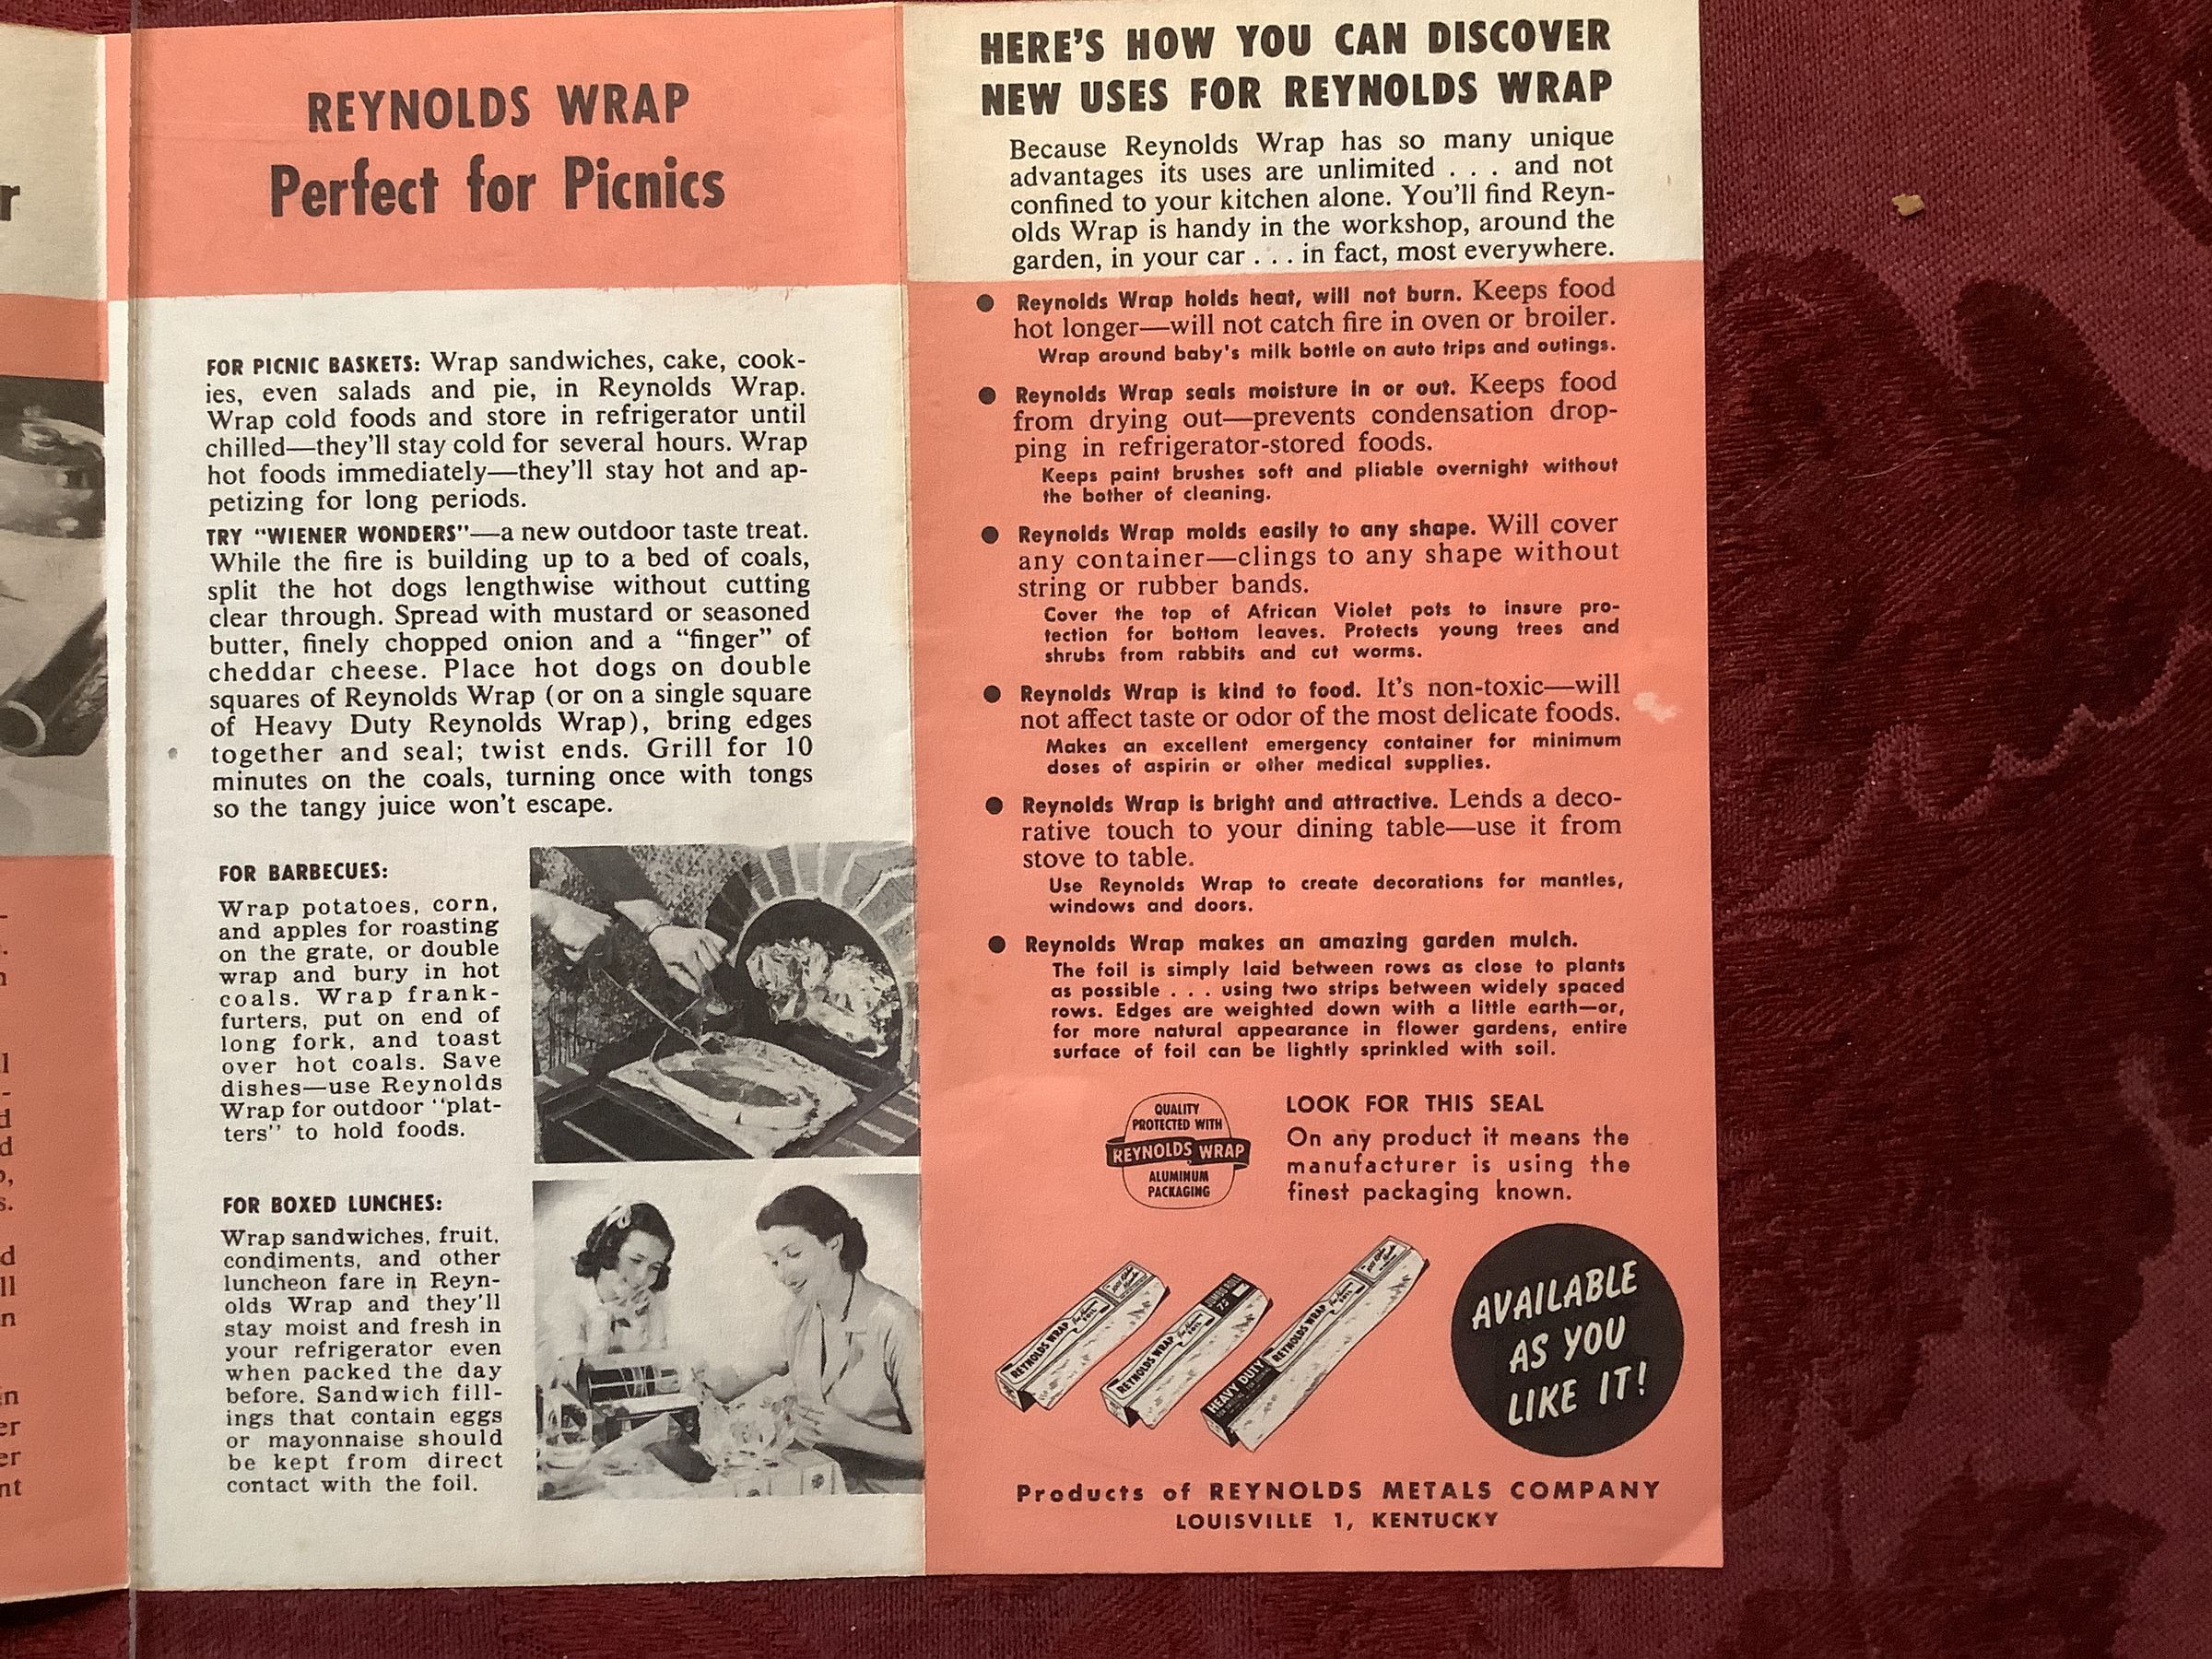 r
-
.
n
l
-
d
d
o,
s.
d
ll
n
n
er
er
nt
REYNOLDS WRAP
Perfect for Picnics
FOR PICNIC BASKETS: Wrap sandwiches, cake, cook-
ies, even salads and pie, in Reynolds Wrap.
Wrap cold foods and store in refrigerator until
chilled—they'll stay cold for several hours. Wrap
hot foods immediately—they'll stay hot and ap-
petizing for long periods.
TRY "WIENER WONDERS"—a new outdoor taste treat.
While the fire is building up to a bed of coals,
split the hot dogs lengthwise without cutting
clear through. Spread with mustard or seasoned
butter, finely chopped onion and a "finger" of
cheddar cheese. Place hot dogs on double
squares of Reynolds Wrap (or on a single square
of Heavy Duty Reynolds Wrap), bring edges
together and seal; twist ends. Grill for 10
minutes on the coals, turning once with tongs
so the tangy juice won't escape.
FOR BARBECUES:
Wrap potatoes, corn,
and apples for roasting
on the grate, or double
wrap and bury in hot
coals. Wrap frank-
furters, put on end of
long fork, and toast
over hot coals. Save
dishes—use Reynolds
Wrap for outdoor "plat-
ters" to hold foods.
FOR BOXED LUNCHES:
Wrap sandwiches, fruit,
condiments, and other
luncheon fare in Reyn-
olds Wrap and they'll
stay moist and fresh in
your refrigerator even
when packed the day
before. Sandwich fill-
ings that contain eggs
or mayonnaise should
be kept from direct
contact with the foil.
HERE'S HOW YOU CAN DISCOVER
NEW USES FOR REYNOLDS WRAP
Because Reynolds Wrap has so many unique
advantages its uses are unlimited . . . and not
confined to your kitchen alone. You'll find Reyn-
olds Wrap is handy in the workshop, around the
garden, in your car . . . in fact, most everywhere.
● Reynolds Wrap holds heat, will not burn. Keeps food
hot longer—will not catch fire in oven or broiler.
Wrap around baby's milk bottle on auto trips and outings.
● Reynolds Wrap seals moisture in or out. Keeps food
from drying out—prevents condensation drop-
ping in refrigerator-stored foods.
Keeps paint brushes soft and pliable overnight without
the bother of cleaning.
● Reynolds Wrap molds easily to any shape. Will cover
any container—clings to any shape without
string or rubber bands.
Cover the top of African Violet pots to insure pro-
tection for bottom leaves. Protects young trees and
shrubs from rabbits and cut worms.
● Reynolds Wrap is kind to food. It's non-toxic—will
not affect taste or odor of the most delicate foods.
Makes an excellent emergency container for minimum
doses of aspirin or other medical supplies.
● Reynolds Wrap is bright and attractive. Lends a deco-
rative touch to your dining table—use it from
stove to table.
Use Reynolds Wrap to create decorations for mantles,
windows and doors.
● Reynolds Wrap makes an amazing garden mulch.
The foil is simply laid between rows as close to plants
as possible . . . using two strips between widely spaced
rows. Edges are weighted down with a little earth—or,
for more natural appearance in flower gardens, entire
surface of foil can be lightly sprinkled with soil.
QUALITY
PROTECTED WITH
REYNOLDS WRAP
ALUMINUM
PACKAGING
LOOK FOR THIS SEAL
On any product it means the
manufacturer is using the
finest packaging known.
REYNOLDS WRAP
REYNOLDS WRAP
FOIL
JUMBO ROLL
75
HEAVY DUTY
REYNOLDS WRAP
FOIL
AVAILABLE
AS YOU
LIKE IT!
Products of REYNOLDS METALS COMPANY
LOUISVILLE 1, KENTUCKY